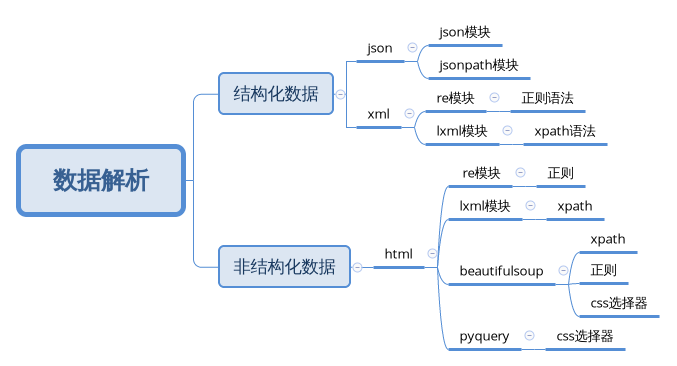 数据解析
结构化数据
json
json模块
jsonpath模块
xml
re模块
正则语法
lxml模块
xpath语法
非结构化数据
html
re模块
正则
lxml模块
xpath
beautifulsoup
xpath
正则
css选择器
pyquery
css选择器